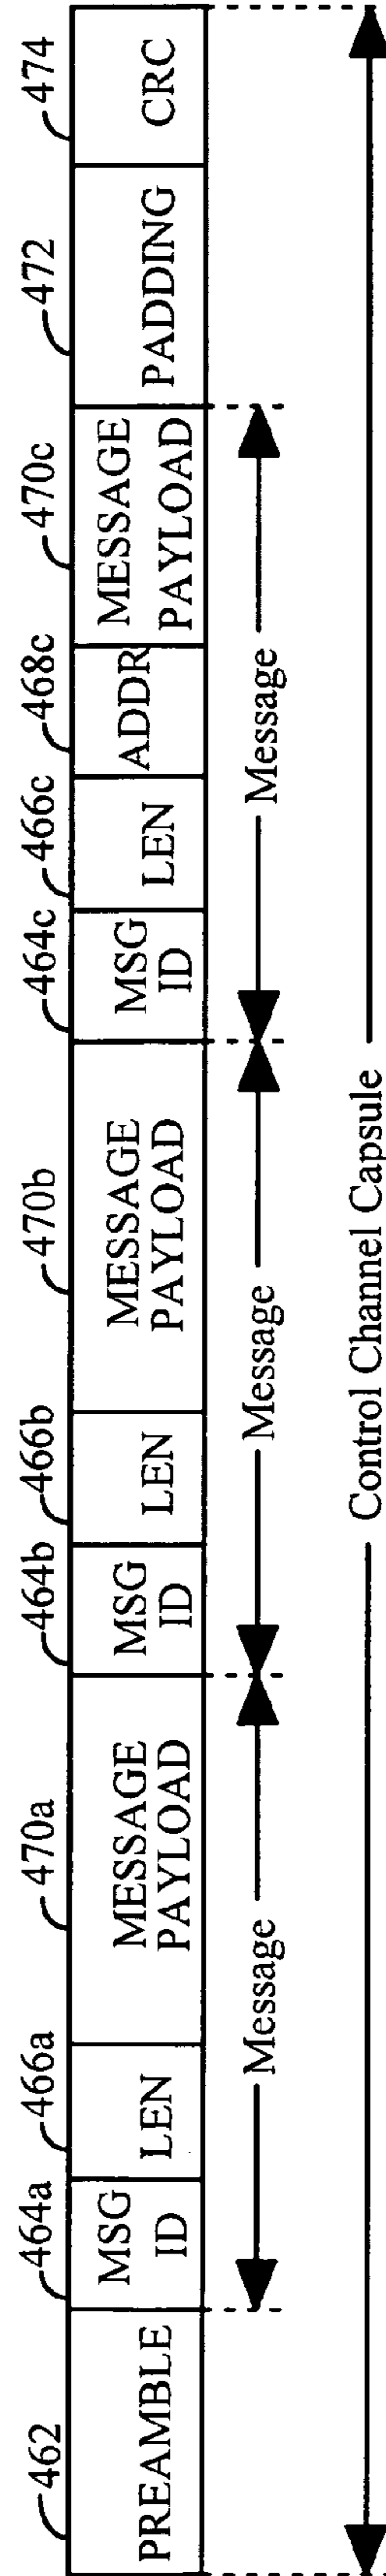 462
464a
466a
470a
464b
466b
470b
464c
466c
468c
470c
472
474
PREAMBLE
MSG
ID
LEN
MESSAGE
PAYLOAD
MSG
ID
LEN
MESSAGE
PAYLOAD
MSG
ID
LEN
ADDR
MESSAGE
PAYLOAD
PADDING
CRC
Message
Message
Message
Control Channel Capsule